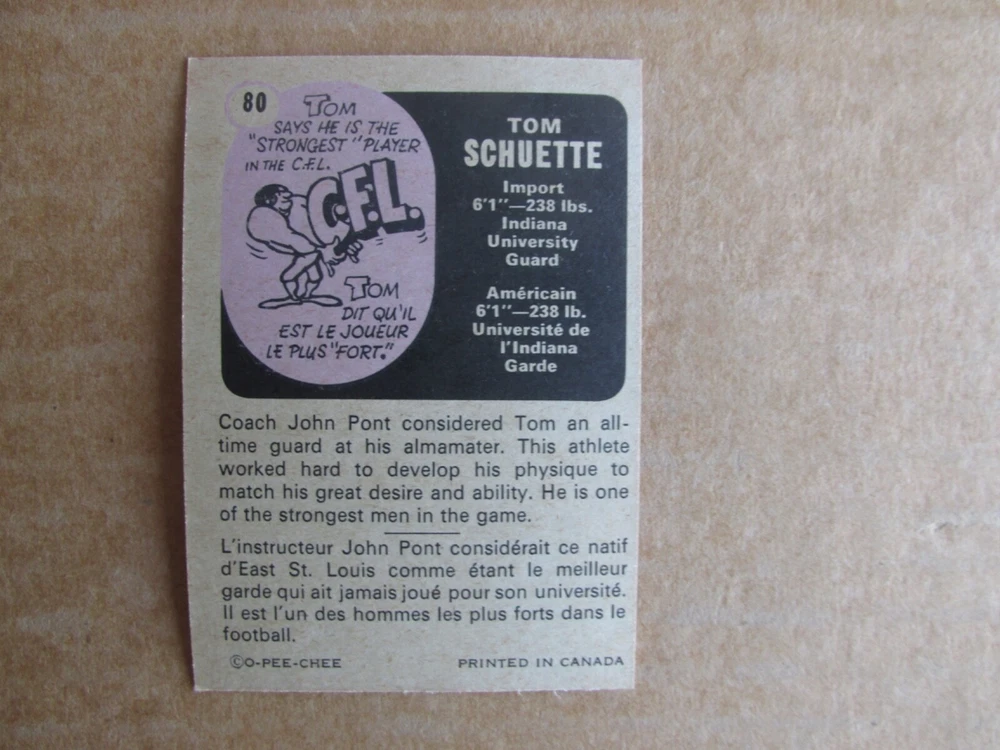 80
TOM
SAYS HE IS THE
"STRONGEST" PLAYER
IN THE C.F.L.
C.F.L.
TOM
DIT QU'IL
EST LE JOUEUR
LE PLUS "FORT."
TOM
SCHUETTE
Import
6'1"—238 lbs.
Indiana
University
Guard
Américain
6'1"—238 lb.
Université de
l'Indiana
Garde
Coach John Pont considered Tom an all-
time guard at his almamater. This athlete
worked hard to develop his physique to
match his great desire and ability. He is one
of the strongest men in the game.
L'instructeur John Pont considérait ce natif
d'East St. Louis comme étant le meilleur
garde qui ait jamais joué pour son université.
Il est l'un des hommes les plus forts dans le
football.
©O-PEE-CHEE
PRINTED IN CANADA